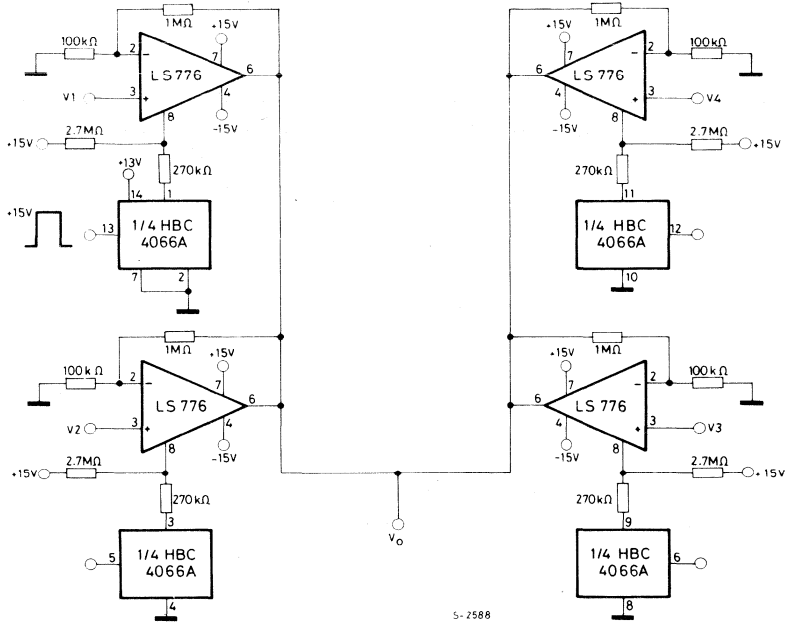 1MΩ
+15V
100kΩ
2
7
LS 776
6
V1
3
4
-15V
8
+15V
2.7MΩ
+13V
270kΩ
14
1
+15V
13
1/4 HBC
4066A
7
2
1MΩ
+15V
100kΩ
2
7
LS 776
6
V2
3
4
-15V
8
+15V
2.7MΩ
270kΩ
3
5
1/4 HBC
4066A
4
1MΩ
+15V
100kΩ
2
7
LS 776
6
V4
3
4
-15V
8
2.7MΩ
+15V
270kΩ
11
1/4 HBC
4066A
12
10
1MΩ
+15V
100kΩ
2
7
LS 776
6
V3
3
4
-15V
8
2.7MΩ
+15V
270kΩ
9
1/4 HBC
4066A
6
8
Vo
S-2588